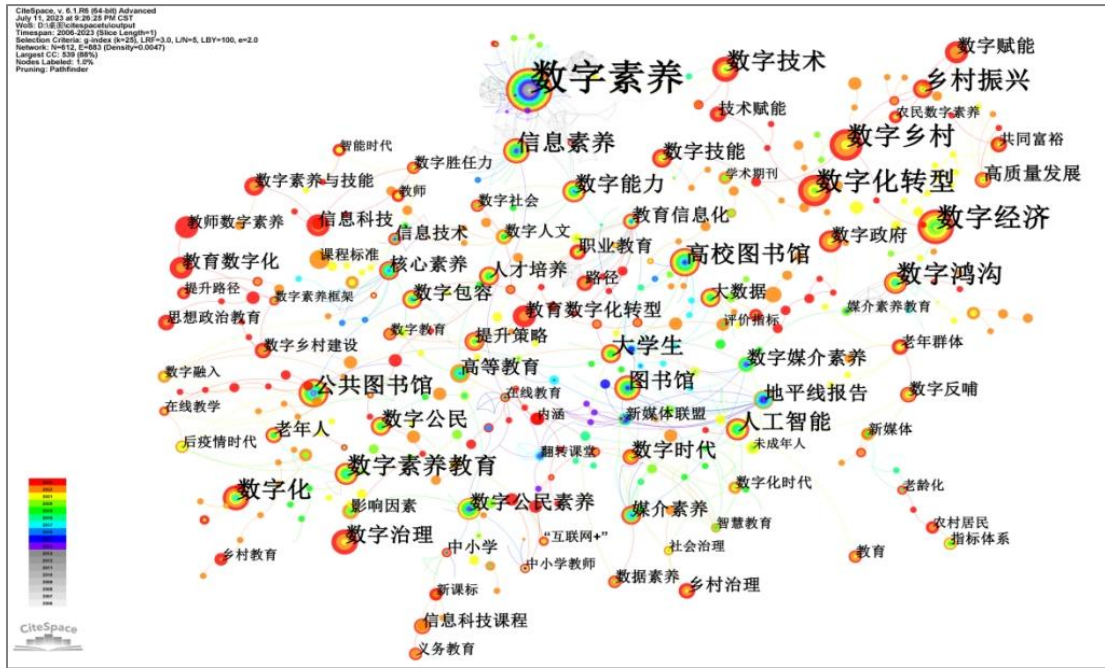 CiteSpace, v. 6.1.R6 (64-bit) Advanced
July 11, 2023 at 9:26:25 PM CST
WoS: D:\桌面\citespacets\output
Timespan: 2006-2023 (Slice Length=1)
Selection Criteria: g-index (k=25), LRF=3.0, L/N=5, LBY=100, e=2.0
Network: N=612, E=883 (Density=0.0047)
Largest CC: 539 (88%)
Nodes Labeled: 1.0%
Pruning: Pathfinder
数字素养
数字技术
数字赋能
乡村振兴
技术赋能
农民数字素养
信息素养
数字乡村
共同富裕
智能时代
数字胜任力
数字技能
学术期刊
高质量发展
数字素养与技能
教师
数字能力
数字化转型
数字社会
教师数字素养
信息科技
教育信息化
数字经济
信息技术
数字人文
职业教育
数字政府
课程标准
高校图书馆
教育数字化
核心素养
人才培养
路径
数字鸿沟
提升路径
数字素养框架
数字包容
大数据
媒介素养教育
思想政治教育
教育数字化转型
评价指标
数字教育
提升策略
数字乡村建设
大学生
老年群体
数字融入
高等教育
数字媒介素养
公共图书馆
图书馆
数字反哺
在线教学
在线教育
地平线报告
内涵
新媒体联盟
数字公民
人工智能
老年人
新媒体
后疫情时代
未成年人
翻转课堂
数字时代
数字素养教育
数字化时代
老龄化
数字化
影响因素
数字公民素养
媒介素养
智慧教育
农村居民
数字治理
“互联网+”
指标体系
中小学
社会治理
乡村教育
教育
中小学教师
数据素养
乡村治理
新课标
信息科技课程
义务教育
2013
2012
2011
2010
2009
2008
2007
2006
CiteSpace